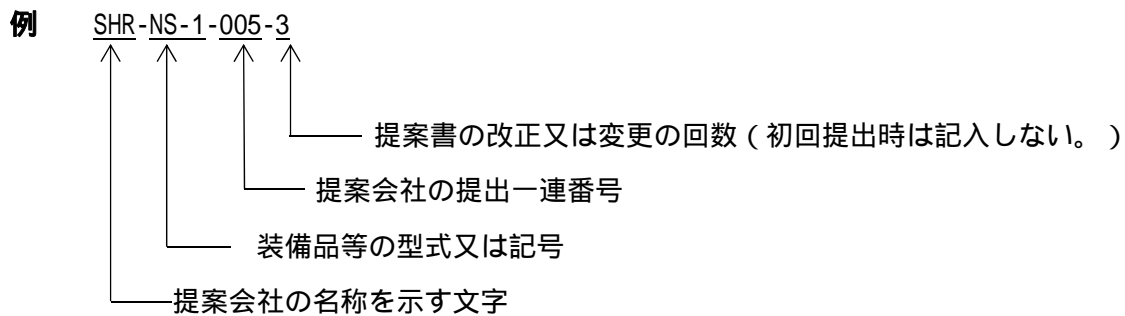 例 SHR-NS-1-005-3
提案書の改正又は変更の回数(初回提出時は記入しない。)
提案会社の提出一連番号
装備品等の型式又は記号
提案会社の名称を示す文字